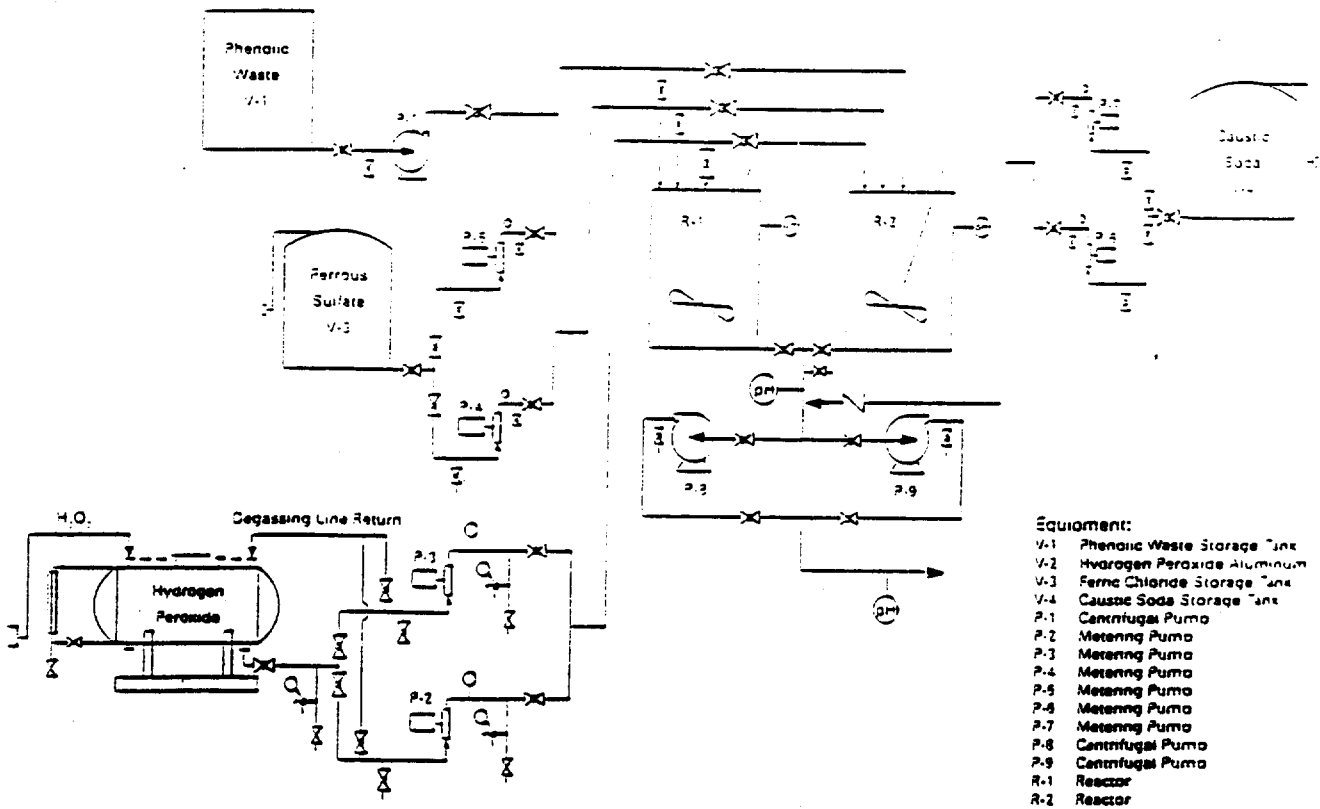 Phenolic
Waste
V-1
P-7
Caustic
Soda
R-1
R-2
P-5
P-6
Ferrous
Sulfate
V-3
pH
P-4
P-8
P-9
H₂O₂
Degassing Line Return
P-3
Hydrogen
Peroxide
P-2
pH
Equipment:
V-1 Phenolic Waste Storage Tank
V-2 Hydrogen Peroxide Aluminum
V-3 Ferric Chloride Storage Tank
V-4 Caustic Soda Storage Tank
P-1 Centrifugal Pump
P-2 Metering Pump
P-3 Metering Pump
P-4 Metering Pump
P-5 Metering Pump
P-6 Metering Pump
P-7 Metering Pump
P-8 Centrifugal Pump
P-9 Centrifugal Pump
R-1 Reactor
R-2 Reactor